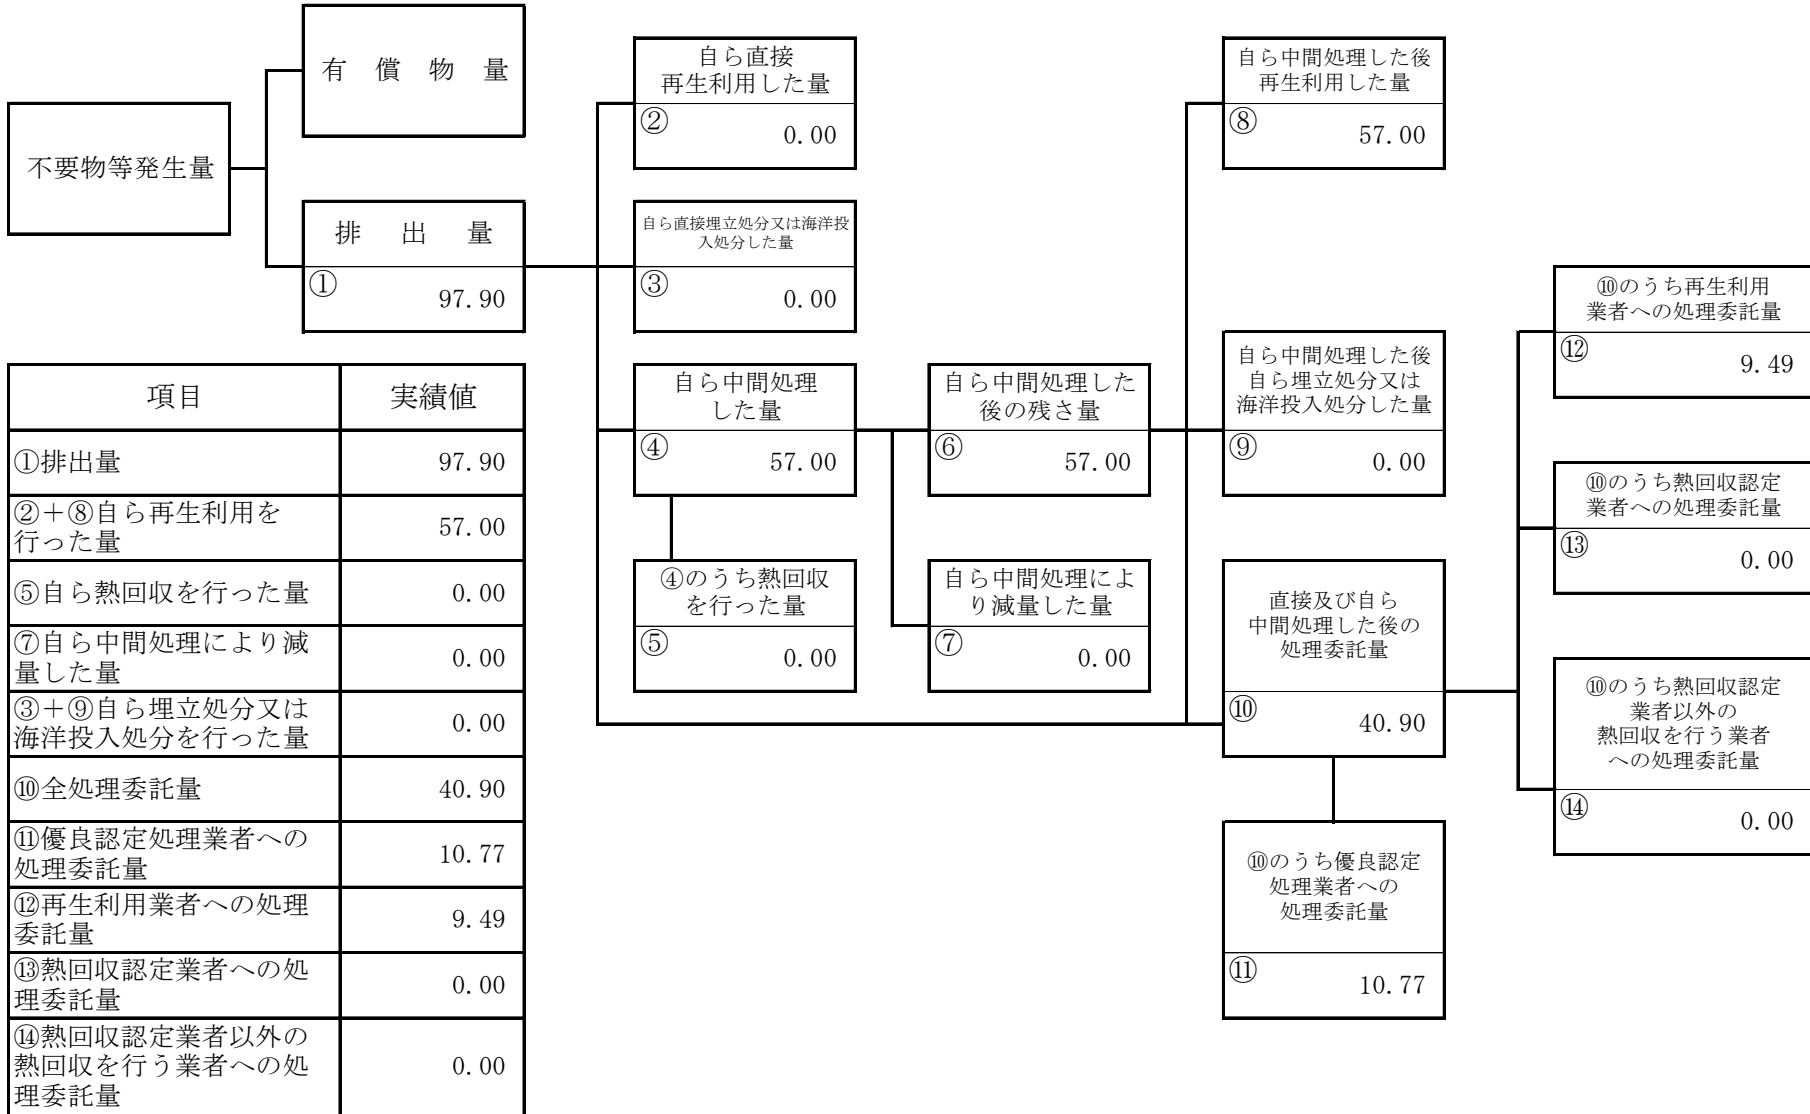 有 償 物 量
不要物等発生量
排 出 量
①
97.90
自ら直接
再生利用した量
②
0.00
自ら直接埋立処分又は海洋投
入処分した量
③
0.00
自ら中間処理
した量
④
57.00
④のうち熱回収
を行った量
⑤
0.00
自ら中間処理した
後の残さ量
⑥
57.00
自ら中間処理によ
り減量した量
⑦
0.00
自ら中間処理した後
再生利用した量
⑧
57.00
自ら中間処理した後
自ら埋立処分又は
海洋投入処分した量
⑨
0.00
直接及び自ら
中間処理した後の
処理委託量
⑩
40.90
⑩のうち優良認定
処理業者への
処理委託量
⑪
10.77
⑩のうち再生利用
業者への処理委託量
⑫
9.49
⑩のうち熱回収認定
業者への処理委託量
⑬
0.00
⑩のうち熱回収認定
業者以外の
熱回収を行う業者
への処理委託量
⑭
0.00
項目 実績値
①排出量 97.90
②＋⑧自ら再生利用を
行った量 57.00
⑤自ら熱回収を行った量 0.00
⑦自ら中間処理により減
量した量 0.00
③＋⑨自ら埋立処分又は
海洋投入処分を行った量 0.00
⑩全処理委託量 40.90
⑪優良認定処理業者への
処理委託量 10.77
⑫再生利用業者への処理
委託量 9.49
⑬熱回収認定業者への処
理委託量 0.00
⑭熱回収認定業者以外の
熱回収を行う業者への処
理委託量 0.00